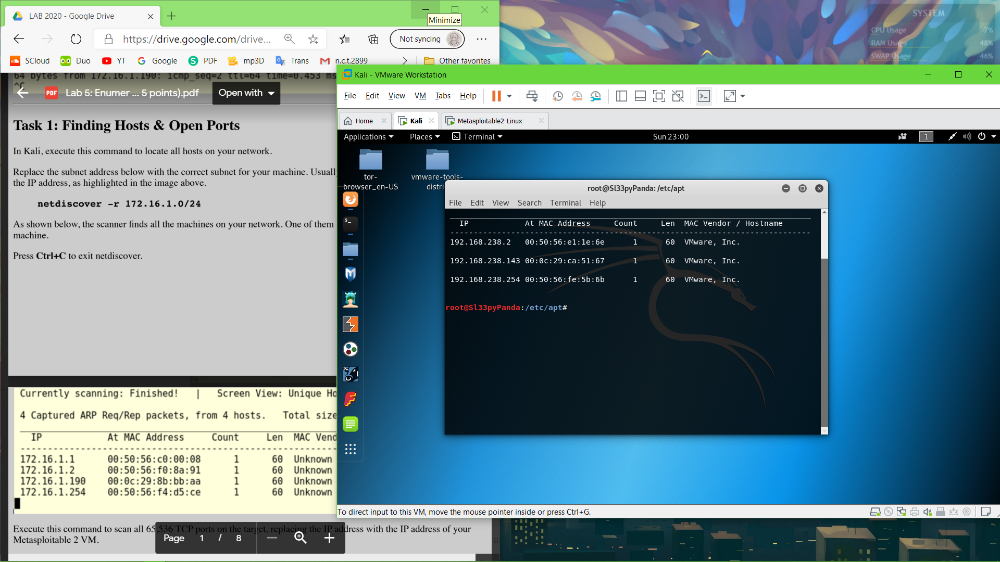 LAB 2020 - Google Drive
Minimize
https://drive.google.com/drive...
Not syncing
SCloud
Duo
YT
Google
PDF
mp3D
Trans
n.c.t.2899
Other favorites
64 bytes from 172.16.1.190: icmp_seq=2 ttl=64 time=0.453 ms
^C
PDF
Lab 5: Enumer ... 5 points).pdf
Open with
Task 1: Finding Hosts & Open Ports
In Kali, execute this command to locate all hosts on your network.
Replace the subnet address below with the correct subnet for your machine. Usually
the IP address, as highlighted in the image above.
netdiscover -r 172.16.1.0/24
As shown below, the scanner finds all the machines on your network. One of them
machine.
Press Ctrl+C to exit netdiscover.
Currently scanning: Finished! | Screen View: Unique Ho
4 Captured ARP Req/Rep packets, from 4 hosts. Total size
IP At MAC Address Count Len MAC Vend
172.16.1.1 00:50:56:c0:00:08 1 60 Unknown
172.16.1.2 00:50:56:f0:8a:91 1 60 Unknown
172.16.1.190 00:0c:29:8b:bb:aa 1 60 Unknown
172.16.1.254 00:50:56:f4:d5:ce 1 60 Unknown
Execute this command to scan all 65,536 TCP ports on the target, replacing the IP address with the IP address of your
Metasploitable 2 VM.
Page 1 / 8
SYSTEM
CPU Usage 7%
RAM Usage 48%
SWAP Usage 46%
Kali - VMware Workstation
File Edit View VM Tabs Help
Home
Kali
Metasploitable2-Linux
Applications Places Terminal Sun 23:00 1
tor-
browser_en-US
vmware-tools-
distri
root@Sl33pyPanda: /etc/apt
File Edit View Search Terminal Help
IP At MAC Address Count Len MAC Vendor / Hostname
-----------------------------------------------------------------------------
192.168.238.2 00:50:56:e1:1e:6e 1 60 VMware, Inc.
192.168.238.143 00:0c:29:ca:51:67 1 60 VMware, Inc.
192.168.238.254 00:50:56:fe:5b:6b 1 60 VMware, Inc.
root@Sl33pyPanda:/etc/apt#
To direct input to this VM, move the mouse pointer inside or press Ctrl+G.